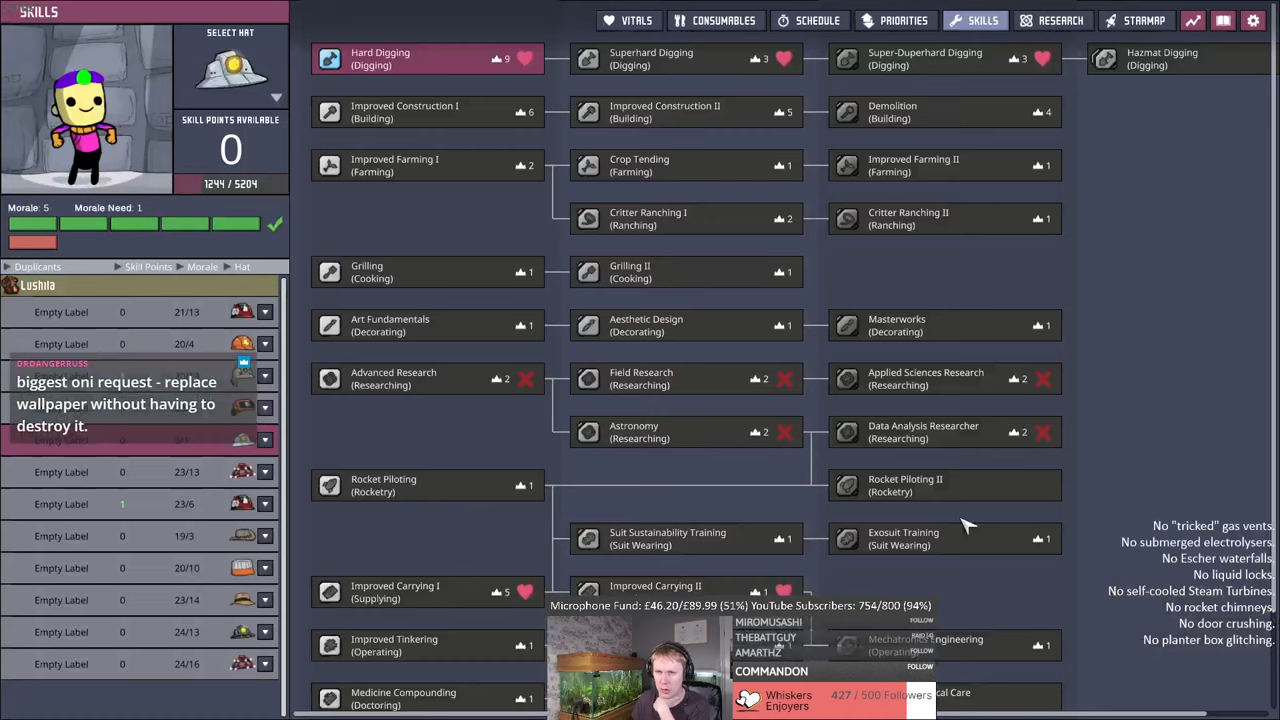 SKILLS
VITALS
CONSUMABLES
SCHEDULE
PRIORITIES
SKILLS
RESEARCH
STARMAP
SELECT HAT
SKILL POINTS
AVAILABLE
0
1244 / 5204
Morale: 5
Morale Need: 1
Duplicants
Skill Points
Morale
Hat
Lushila
Empty Label 0 21/13
Empty Label 0 20/4
ORDANGERRUSS
biggest oni request - replace
wallpaper without having to
destroy it.
Empty Label 0 23/13
Empty Label 1 23/6
Empty Label 0 19/3
Empty Label 0 20/10
Empty Label 0 23/14
Empty Label 0 24/13
Empty Label 0 24/16
Hard Digging
(Digging)
9
Superhard Digging
(Digging)
3
Super-Duperhard Digging
(Digging)
3
Hazmat Digging
(Digging)
Improved Construction I
(Building)
6
Improved Construction II
(Building)
5
Demolition
(Building)
4
Improved Farming I
(Farming)
2
Crop Tending
(Farming)
1
Improved Farming II
(Farming)
1
Critter Ranching I
(Ranching)
2
Critter Ranching II
(Ranching)
1
Grilling
(Cooking)
1
Grilling II
(Cooking)
1
Art Fundamentals
(Decorating)
1
Aesthetic Design
(Decorating)
1
Masterworks
(Decorating)
1
Advanced Research
(Researching)
2
Field Research
(Researching)
2
Applied Sciences Research
(Researching)
2
Astronomy
(Researching)
2
Data Analysis Researcher
(Researching)
2
Rocket Piloting
(Rocketry)
1
Rocket Piloting II
(Rocketry)
Suit Sustainability Training
(Suit Wearing)
1
Exosuit Training
(Suit Wearing)
1
Improved Carrying I
(Supplying)
5
Improved Carrying II
1
Improved Tinkering
(Operating)
1
Mechatronics Engineering
(Operating)
1
Medicine Compounding
(Doctoring)
1
cal Care
No "tricked" gas vents.
No submerged electrolysers.
No Escher waterfalls.
No liquid locks.
No self-cooled Steam Turbines.
No rocket chimneys.
No door crushing.
No planter box glitching.
Microphone Fund: £46.20/£89.99 (51%) YouTube Subscribers: 754/800 (94%)
MIROMUSASHI FOLLOW
THEBATTGUY
AMARTHZ FOLLOW
COMMANDON FOLLOW
Whiskers
Enjoyers
427 / 500 Followers